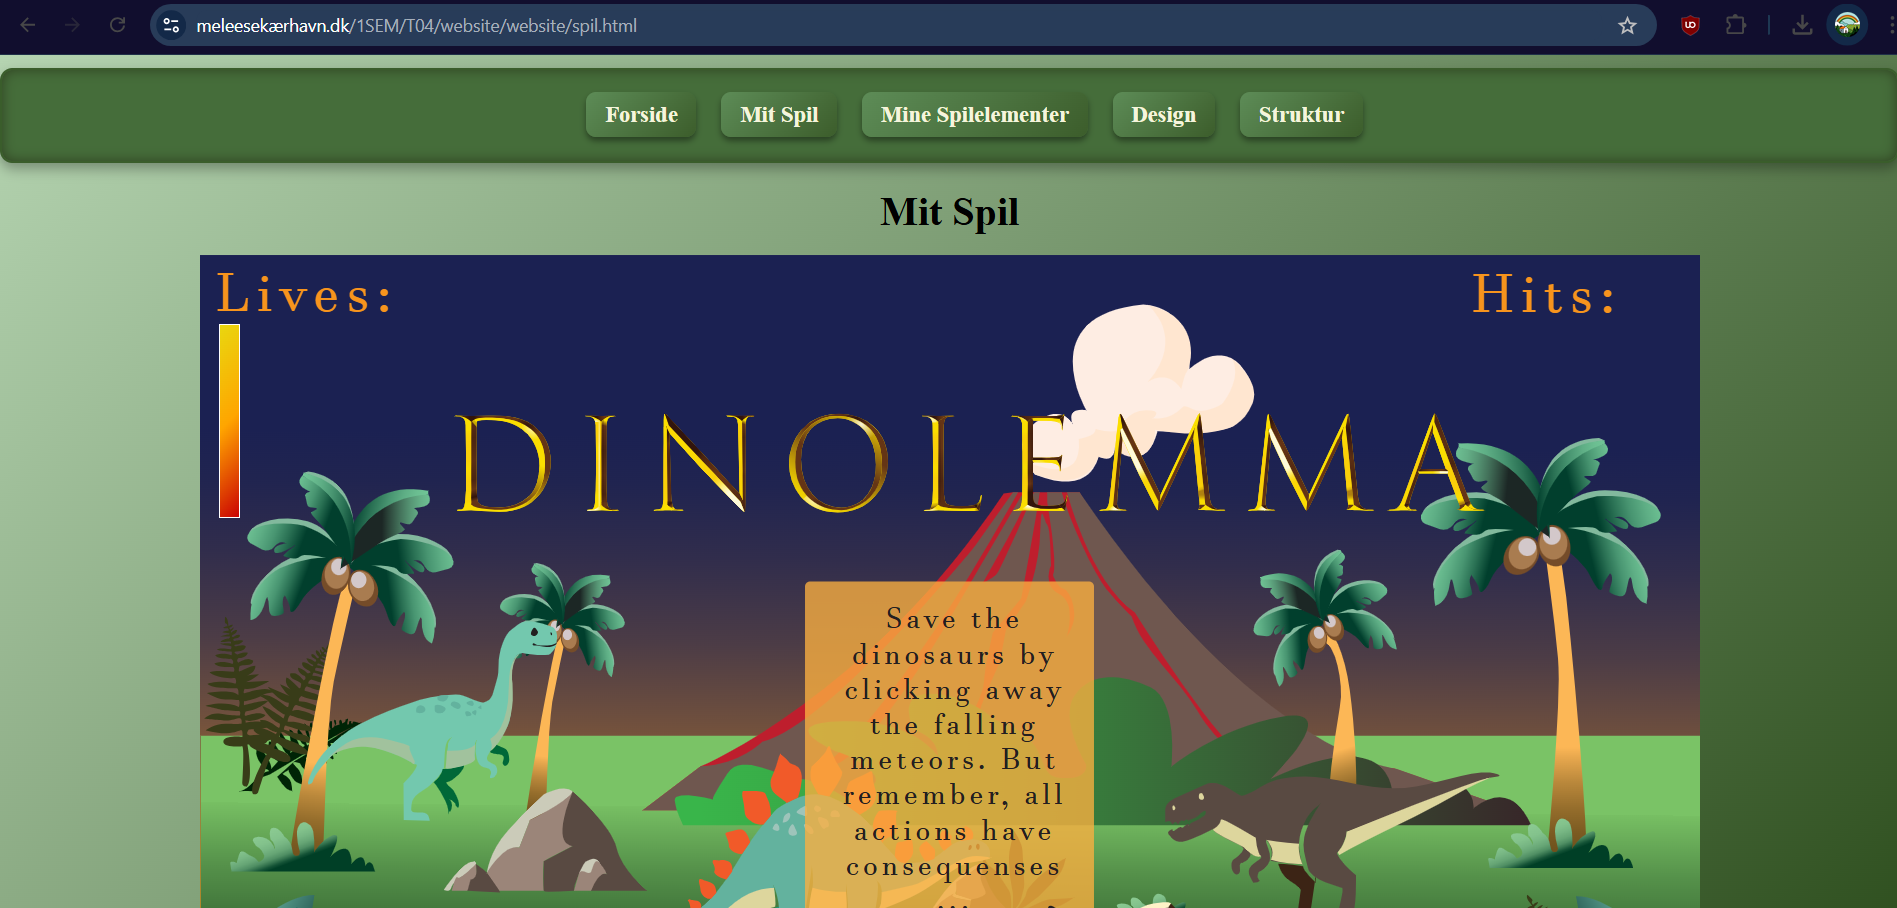 meleesekærhavn.dk/1SEM/T04/website/website/spil.html
Forside
Mit Spil
Mine Spilelementer
Design
Struktur
Mit Spil
Lives:
Hits:
DINOLEMMA
Save the
dinosaurs by
clicking away
the falling
meteors. But
remember, all
actions have
consequenses